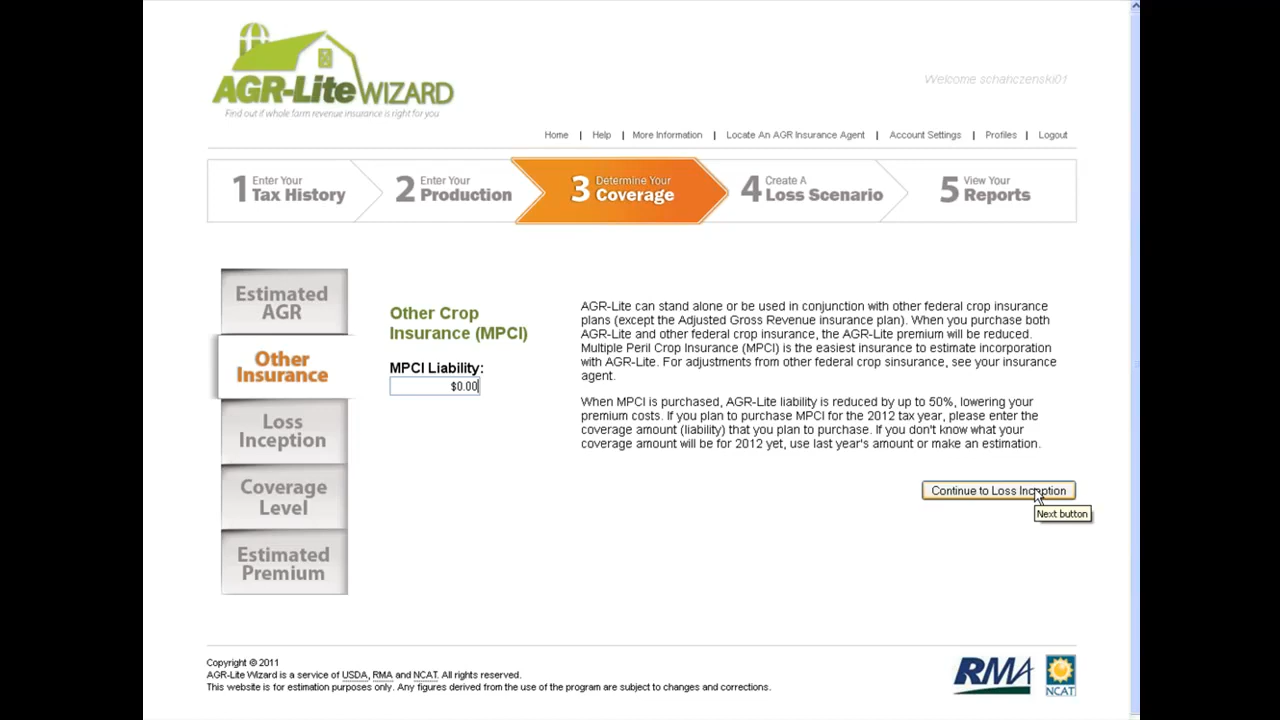 AGR-Lite WIZARD
Find out if whole farm revenue insurance is right for you
Welcome schahczenski01
Home | Help | More Information | Locate An AGR Insurance Agent | Account Settings | Profiles | Logout
1 Enter Your Tax History
2 Enter Your Production
3 Determine Your Coverage
4 Create A Loss Scenario
5 View Your Reports
Estimated
AGR
Other
Insurance
Loss
Inception
Coverage
Level
Estimated
Premium
Other Crop
Insurance (MPCI)
MPCI Liability:
$0.00
AGR-Lite can stand alone or be used in conjunction with other federal crop insurance
plans (except the Adjusted Gross Revenue insurance plan). When you purchase both
AGR-Lite and other federal crop insurance, the AGR-Lite premium will be reduced.
Multiple Peril Crop Insurance (MPCI) is the easiest insurance to estimate incorporation
with AGR-Lite. For adjustments from other federal crop sinsurance, see your insurance
agent.
When MPCI is purchased, AGR-Lite liability is reduced by up to 50%, lowering your
premium costs. If you plan to purchase MPCI for the 2012 tax year, please enter the
coverage amount (liability) that you plan to purchase. If you don't know what your
coverage amount will be for 2012 yet, use last year's amount or make an estimation.
Continue to Loss Inception
Next button
Copyright © 2011
AGR-Lite Wizard is a service of USDA, RMA and NCAT. All rights reserved.
This website is for estimation purposes only. Any figures derived from the use of the program are subject to changes and corrections.
RMA
NCAT